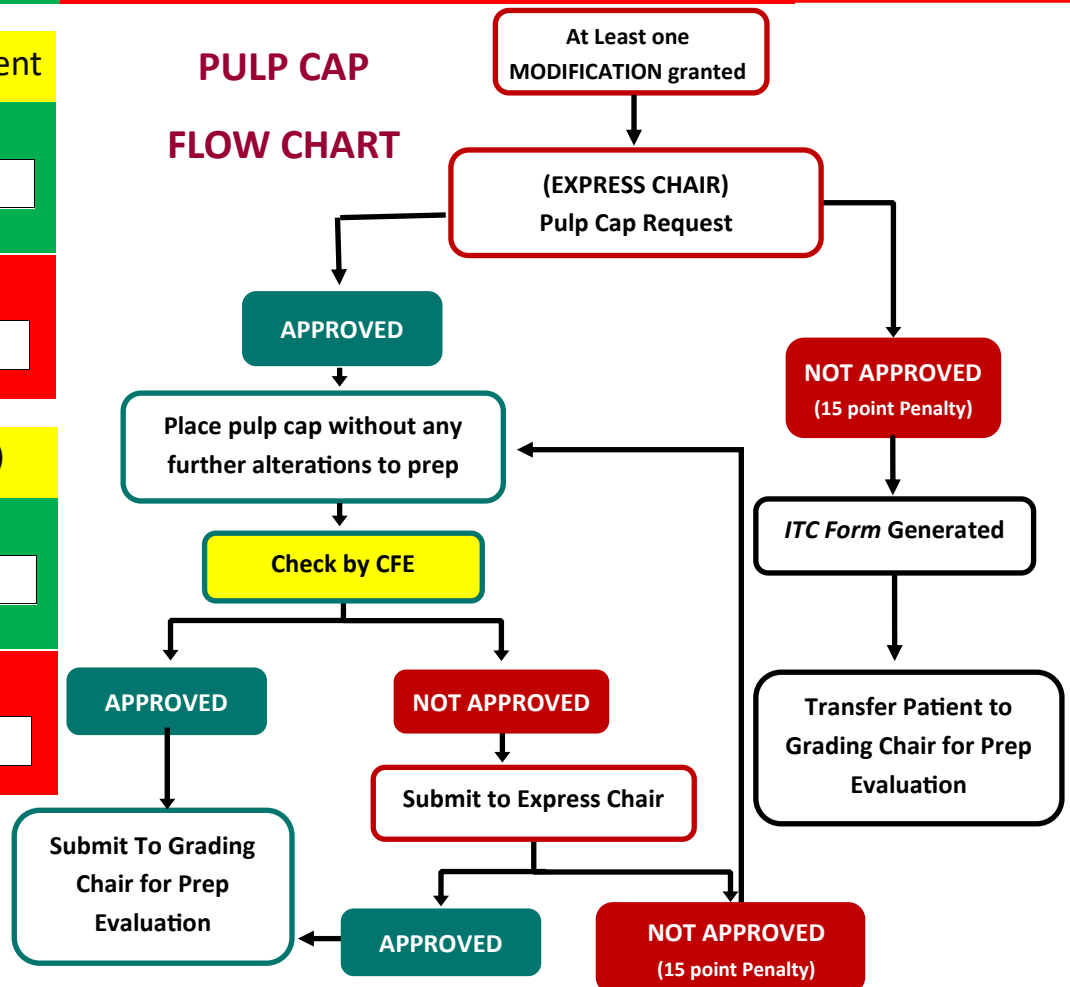 ent
)
PULP CAP
FLOW CHART
At Least one
MODIFICATION granted
(EXPRESS CHAIR)
Pulp Cap Request
APPROVED
NOT APPROVED
(15 point Penalty)
Place pulp cap without any
further alterations to prep
ITC Form Generated
Check by CFE
APPROVED
NOT APPROVED
Transfer Patient to
Grading Chair for Prep
Evaluation
Submit to Express Chair
Submit To Grading
Chair for Prep
Evaluation
APPROVED
NOT APPROVED
(15 point Penalty)